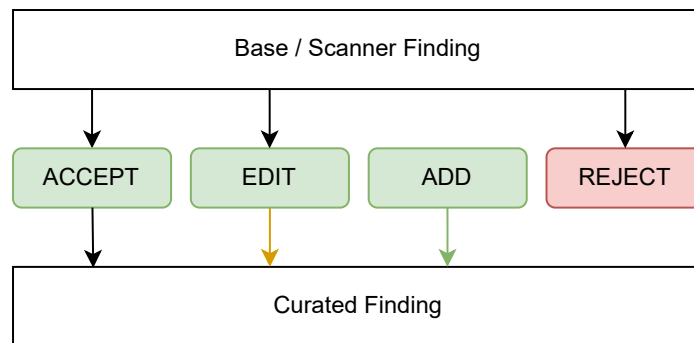 Base / Scanner Finding
ACCEPT
EDIT
ADD
REJECT
Curated Finding